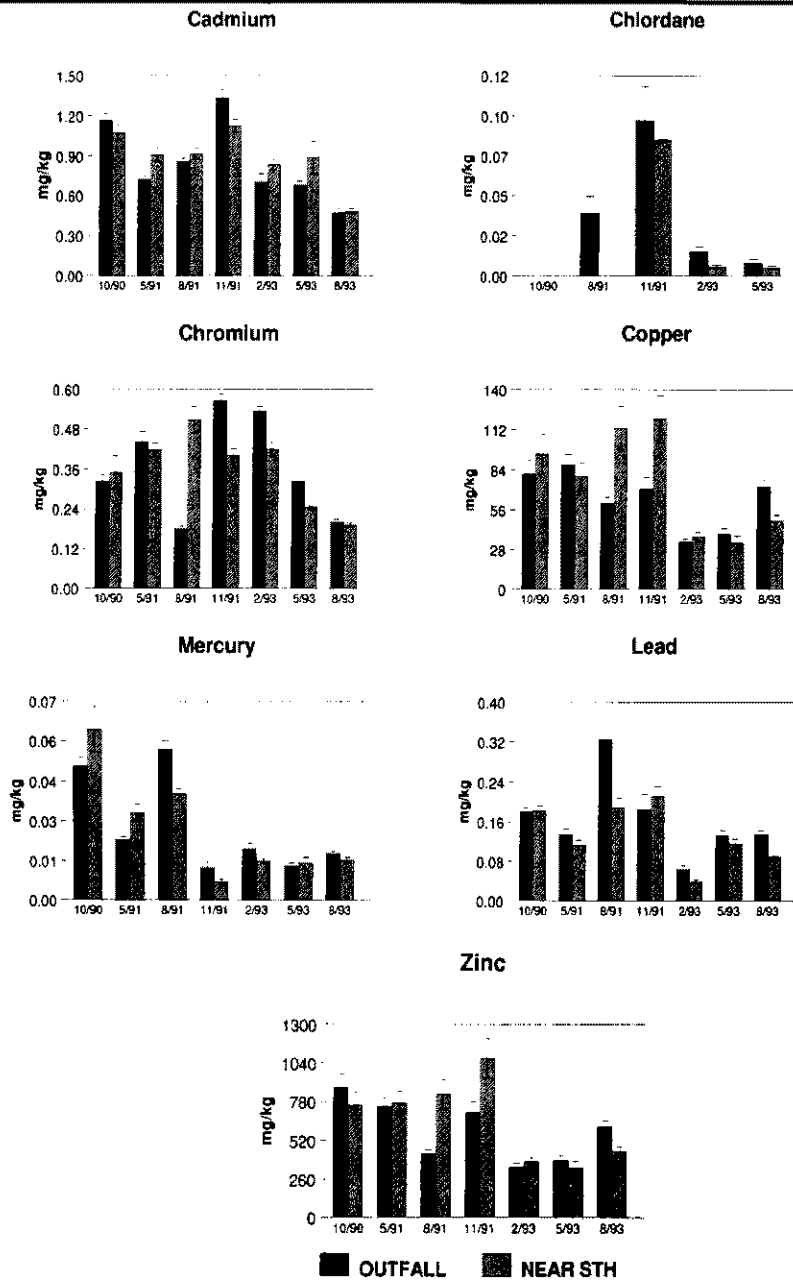 Cadmium
mg/kg
1.50
1.20
0.90
0.60
0.30
0.00
10/90 5/91 8/91 11/91 2/93 5/93 8/93
Chlordane
mg/kg
0.12
0.10
0.07
0.05
0.02
0.00
10/90 8/91 11/91 2/93 5/93
Chromium
mg/kg
0.60
0.48
0.36
0.24
0.12
0.00
10/90 5/91 8/91 11/91 2/93 5/93 8/93
Copper
mg/kg
140
112
84
56
28
0
10/90 5/91 8/91 11/91 2/93 5/93 8/93
Mercury
mg/kg
0.07
0.06
0.04
0.03
0.01
0.00
10/90 5/91 8/91 11/91 2/93 5/93 8/93
Lead
mg/kg
0.40
0.32
0.24
0.16
0.08
0.00
10/90 5/91 8/91 11/91 2/93 5/93 8/93
Zinc
mg/kg
1300
1040
780
520
260
0
10/90 5/91 8/91 11/91 2/93 5/93 8/93
OUTFALL NEAR STH